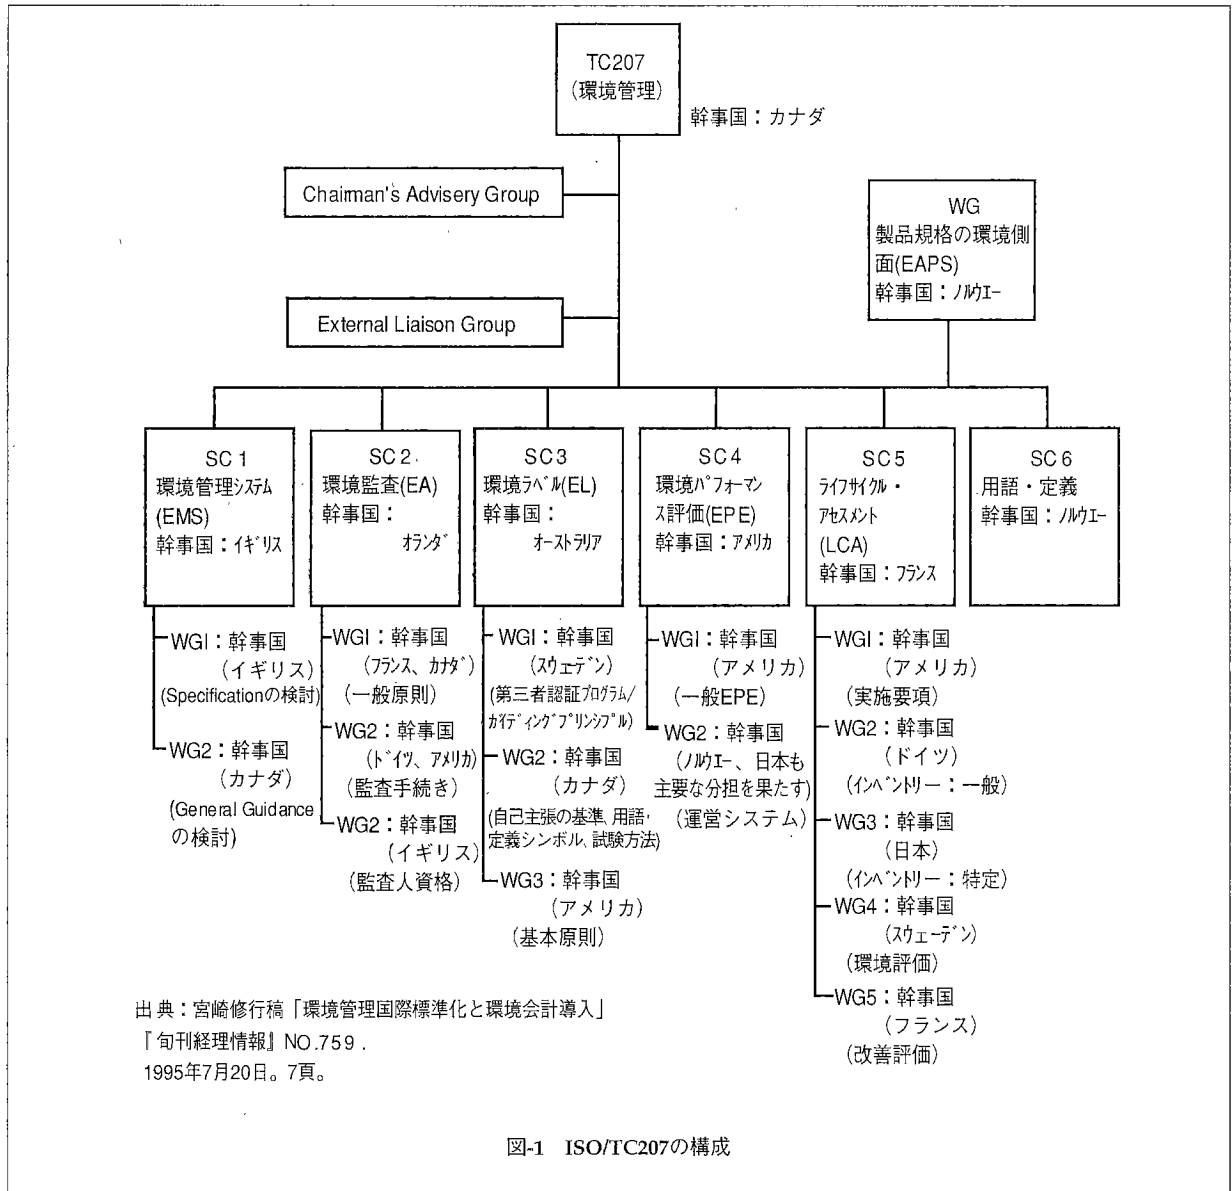 TC207
(環境管理)
幹事国：カナダ
Chairman's Advisery Group
External Liaison Group
WG
製品規格の環境側
面(EAPS)
幹事国：ﾉﾙｳｴｰ
SC1
環境管理ｼｽﾃﾑ
(EMS)
幹事国：ｲｷﾞﾘｽ
SC2
環境監査(EA)
幹事国：
ｵﾗﾝﾀﾞ
SC3
環境ﾗﾍﾞﾙ(EL)
幹事国：
ｵｰｽﾄﾗﾘｱ
SC4
環境ﾊﾟﾌｫｰﾏﾝ
ｽ評価(EPE)
幹事国：ｱﾒﾘｶ
SC5
ﾗｲﾌｻｲｸﾙ・
ｱｾｽﾒﾝﾄ
(LCA)
幹事国：ﾌﾗﾝｽ
SC6
用語・定義
幹事国：ﾉﾙｳｴｰ
WGI：幹事国
(イギリス)
(Specificationの検討)
WG2：幹事国
(カナダ)
(General Guidance
の検討)
WGI：幹事国
(ﾌﾗﾝｽ、ｶﾅﾀﾞ)
(一般原則)
WG2：幹事国
(ﾄﾞｲﾂ、ｱﾒﾘｶ)
(監査手続き)
WG2：幹事国
(イギリス)
(監査人資格)
WGI：幹事国
(ｽｳｪｰﾃﾞﾝ)
(第三者認証ﾌﾟﾛｸﾞﾗﾑ/
ｶﾞｲﾃﾞｨﾝｸﾞﾌﾟﾘﾝｼﾌﾟﾙ)
WG2：幹事国
(カナダ)
(自己主張の基準、用語・
定義シンボル、試験方法)
WG3：幹事国
(アメリカ)
(基本原則)
WGI：幹事国
(アメリカ)
(一般EPE)
WG2：幹事国
(ﾉﾙｳｴｰ、日本も
主要な分担を果たす)
(運営システム)
WGI：幹事国
(アメリカ)
(実施要項)
WG2：幹事国
(ドイツ)
(ｲﾝﾍﾞﾝﾄﾘー：一般)
WG3：幹事国
(日本)
(ｲﾝﾍﾞﾝﾄﾘー：特定)
WG4：幹事国
(ｽｳｪｰﾃﾞﾝ)
(環境評価)
WG5：幹事国
(フランス)
(改善評価)
出典：宮崎修行稿「環境管理国際標準化と環境会計導入」
『旬刊経理情報』NO.759.
1995年7月20日。7頁。
図-1 ISO/TC207の構成